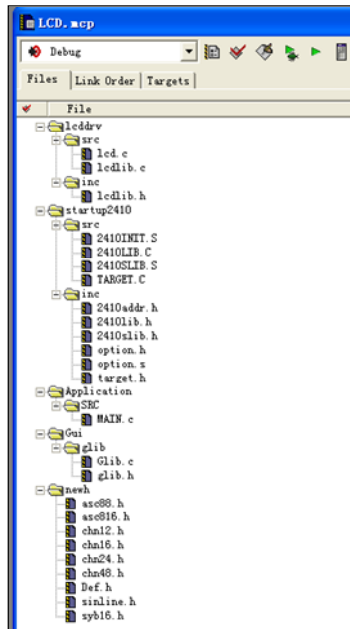 LCD.mcp
Debug
Files Link Order Targets
File
lcddrv
src
lcd.c
lcdlib.c
inc
lcdlib.h
startup2410
src
2410INIT.S
2410LIB.C
2410SLIB.S
TARGET.C
inc
2410addr.h
2410lib.h
2410slib.h
option.h
option.s
target.h
Application
SRC
MAIN.c
Gui
glib
Glib.c
glib.h
newh
asc88.h
asc816.h
chn12.h
chn16.h
chn24.h
chn48.h
Def.h
sinline.h
syb16.h